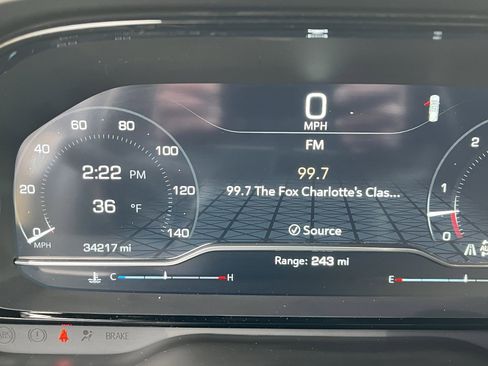 0
MPH
FM
99.7
99.7 The Fox Charlotte's Clas...
Source
Range: 243 mi
0 20 40 60 80 100 120 140
MPH
2:22 PM
36 °F
34217 mi
C H
2
1
0
E
ABS
BRAKE